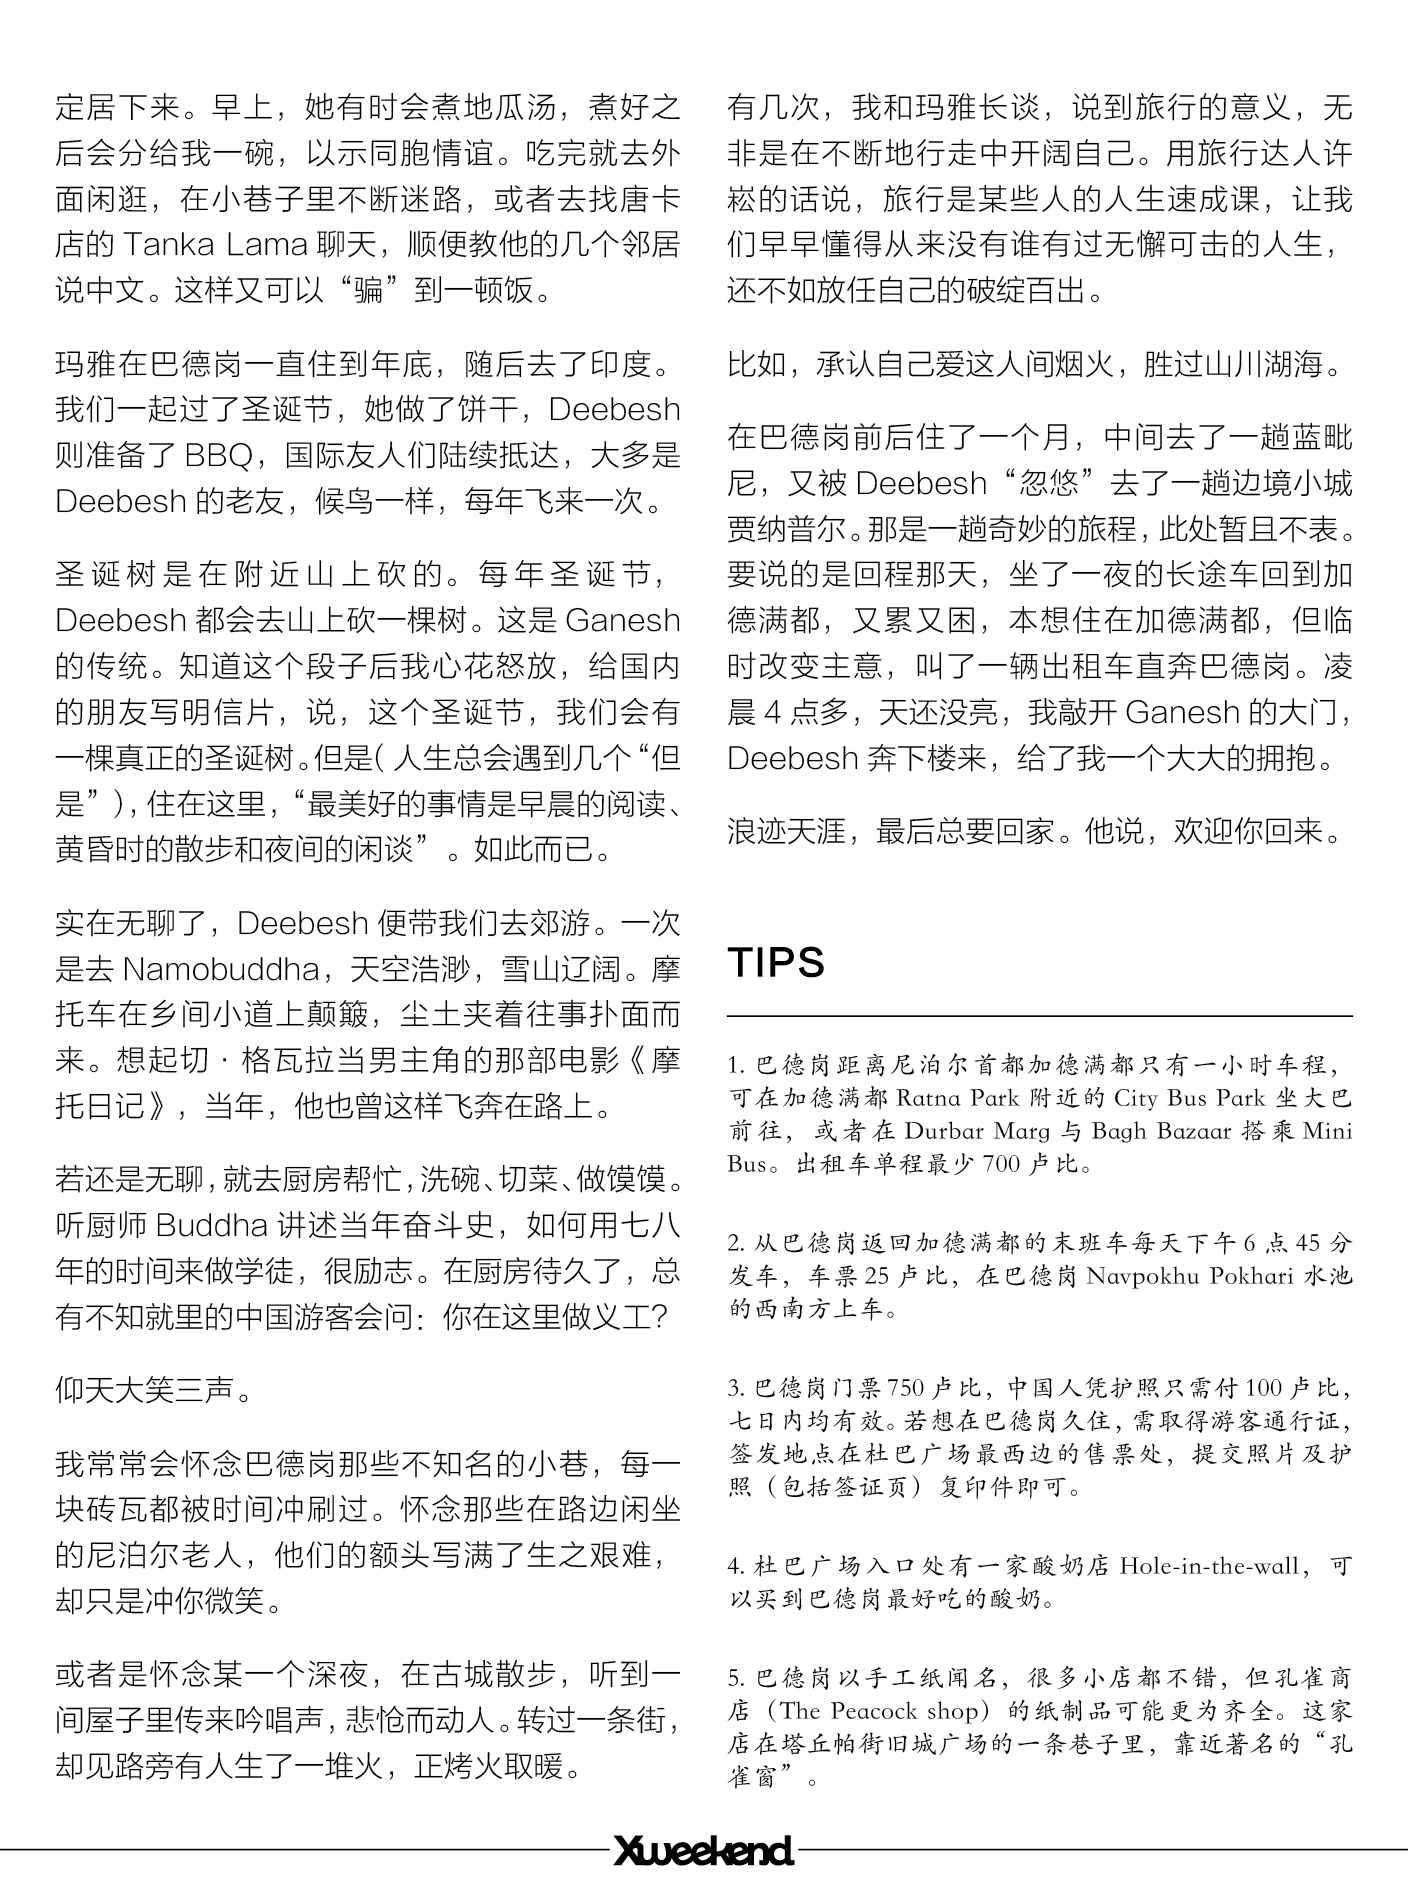 定居下来。早上，她有时会煮地瓜汤，煮好之
后会分给我一碗，以示同胞情谊。吃完就去外
面闲逛，在小巷子里不断迷路，或者去找唐卡
店的 Tanka Lama 聊天，顺便教他的几个邻居
说中文。这样又可以“骗”到一顿饭。
玛雅在巴德岗一直住到年底，随后去了印度。
我们一起过了圣诞节，她做了饼干，Deebesh
则准备了 BBQ，国际友人们陆续抵达，大多是
Deebesh 的老友，候鸟一样，每年飞来一次。
圣诞树是在附近山上砍的。每年圣诞节，
Deebesh 都会去山上砍一棵树。这是 Ganesh
的传统。知道这个段子后我心花怒放，给国内
的朋友写明信片，说，这个圣诞节，我们会有
一棵真正的圣诞树。但是（人生总会遇到几个“但
是”），住在这里，“最美好的事情是早晨的阅读、
黄昏时的散步和夜间的闲谈”。如此而已。
实在无聊了，Deebesh 便带我们去郊游。一次
是去 Namobuddha，天空浩渺，雪山辽阔。摩
托车在乡间小道上颠簸，尘土夹着往事扑面而
来。想起切·格瓦拉当男主角的那部电影《摩
托日记》，当年，他也曾这样飞奔在路上。
若还是无聊，就去厨房帮忙，洗碗、切菜、做馍馍。
听厨师 Buddha 讲述当年奋斗史，如何用七八
年的时间来做学徒，很励志。在厨房待久了，总
有不知就里的中国游客会问：你在这里做义工？
仰天大笑三声。
我常常会怀念巴德岗那些不知名的小巷，每一
块砖瓦都被时间冲刷过。怀念那些在路边闲坐
的尼泊尔老人，他们的额头写满了生之艰难，
却只是冲你微笑。
或者是怀念某一个深夜，在古城散步，听到一
间屋子里传来吟唱声，悲怆而动人。转过一条街，
却见路旁有人生了一堆火，正烤火取暖。
有几次，我和玛雅长谈，说到旅行的意义，无
非是在不断地行走中开阔自己。用旅行达人许
崧的话说，旅行是某些人的人生速成课，让我
们早早懂得从来没有谁有过无懈可击的人生，
还不如放任自己的破绽百出。
比如，承认自己爱这人间烟火，胜过山川湖海。
在巴德岗前后住了一个月，中间去了一趟蓝毗
尼，又被 Deebesh“忽悠”去了一趟边境小城
贾纳普尔。那是一趟奇妙的旅程，此处暂且不表。
要说的是回程那天，坐了一夜的长途车回到加
德满都，又累又困，本想住在加德满都，但临
时改变主意，叫了一辆出租车直奔巴德岗。凌
晨 4 点多，天还没亮，我敲开 Ganesh 的大门，
Deebesh 奔下楼来，给了我一个大大的拥抱。
浪迹天涯，最后总要回家。他说，欢迎你回来。
TIPS
1. 巴德岗距离尼泊尔首都加德满都只有一小时车程，
可在加德满都 Ratna Park 附近的 City Bus Park 坐大巴
前往，或者在 Durbar Marg 与 Bagh Bazaar 搭乘 Mini
Bus。出租车单程最少 700 卢比。
2. 从巴德岗返回加德满都的末班车每天下午 6 点 45 分
发车，车票 25 卢比，在巴德岗 Navpokhu Pokhari 水池
的西南方上车。
3. 巴德岗门票 750 卢比，中国人凭护照只需付 100 卢比，
七日内均有效。若想在巴德岗久住，需取得游客通行证，
签发地点在杜巴广场最西边的售票处，提交照片及护
照（包括签证页）复印件即可。
4. 杜巴广场入口处有一家酸奶店 Hole-in-the-wall，可
以买到巴德岗最好吃的酸奶。
5. 巴德岗以手工纸闻名，很多小店都不错，但孔雀商
店（The Peacock shop）的纸制品可能更为齐全。这家
店在塔丘帕街旧城广场的一条巷子里，靠近著名的“孔
雀窗”。
Xweekend